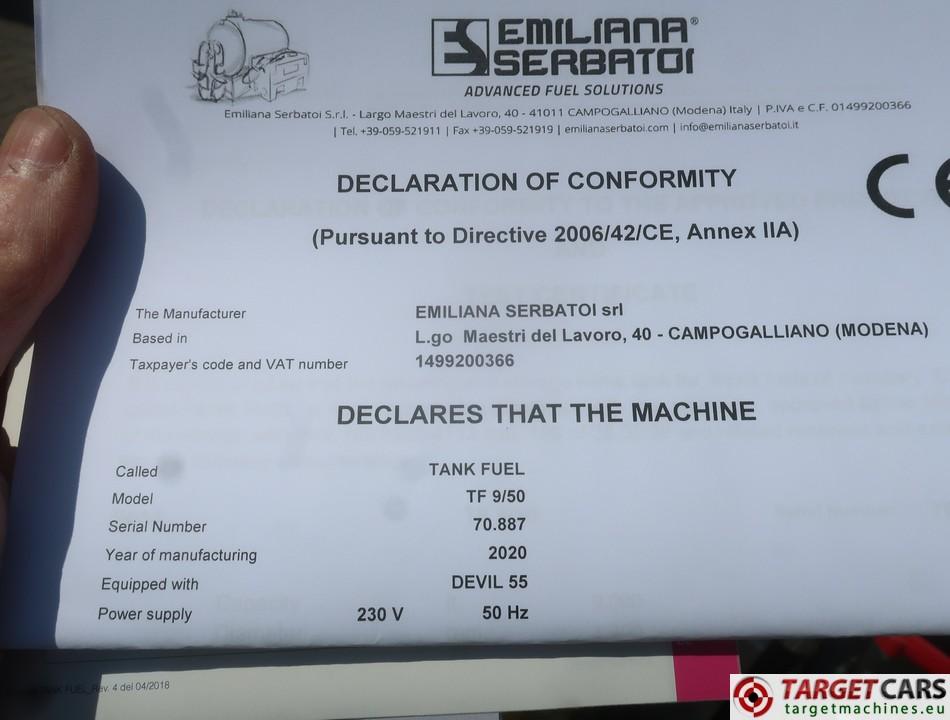 EMILIANA®
SERBATOI
ADVANCED FUEL SOLUTIONS
Emiliana Serbatoi S.r.l. - Largo Maestri del Lavoro, 40 - 41011 CAMPOGALLIANO (Modena) Italy | P.IVA e C.F. 01499200366
| Tel. +39-059-521911 | Fax +39-059-521919 | emilianaserbatoi.com | info@emilianaserbatoi.it
DECLARATION OF CONFORMITY
CE
(Pursuant to Directive 2006/42/CE, Annex IIA)
The Manufacturer EMILIANA SERBATOI srl
Based in L.go Maestri del Lavoro, 40 - CAMPOGALLIANO (MODENA)
Taxpayer's code and VAT number 1499200366
DECLARES THAT THE MACHINE
Called TANK FUEL
Model TF 9/50
Serial Number 70.887
Year of manufacturing 2020
Equipped with DEVIL 55
Power supply 230 V 50 Hz
TANK FUEL_Rev. 4 del 04/2018
TARGETCARS
targetmachines.eu